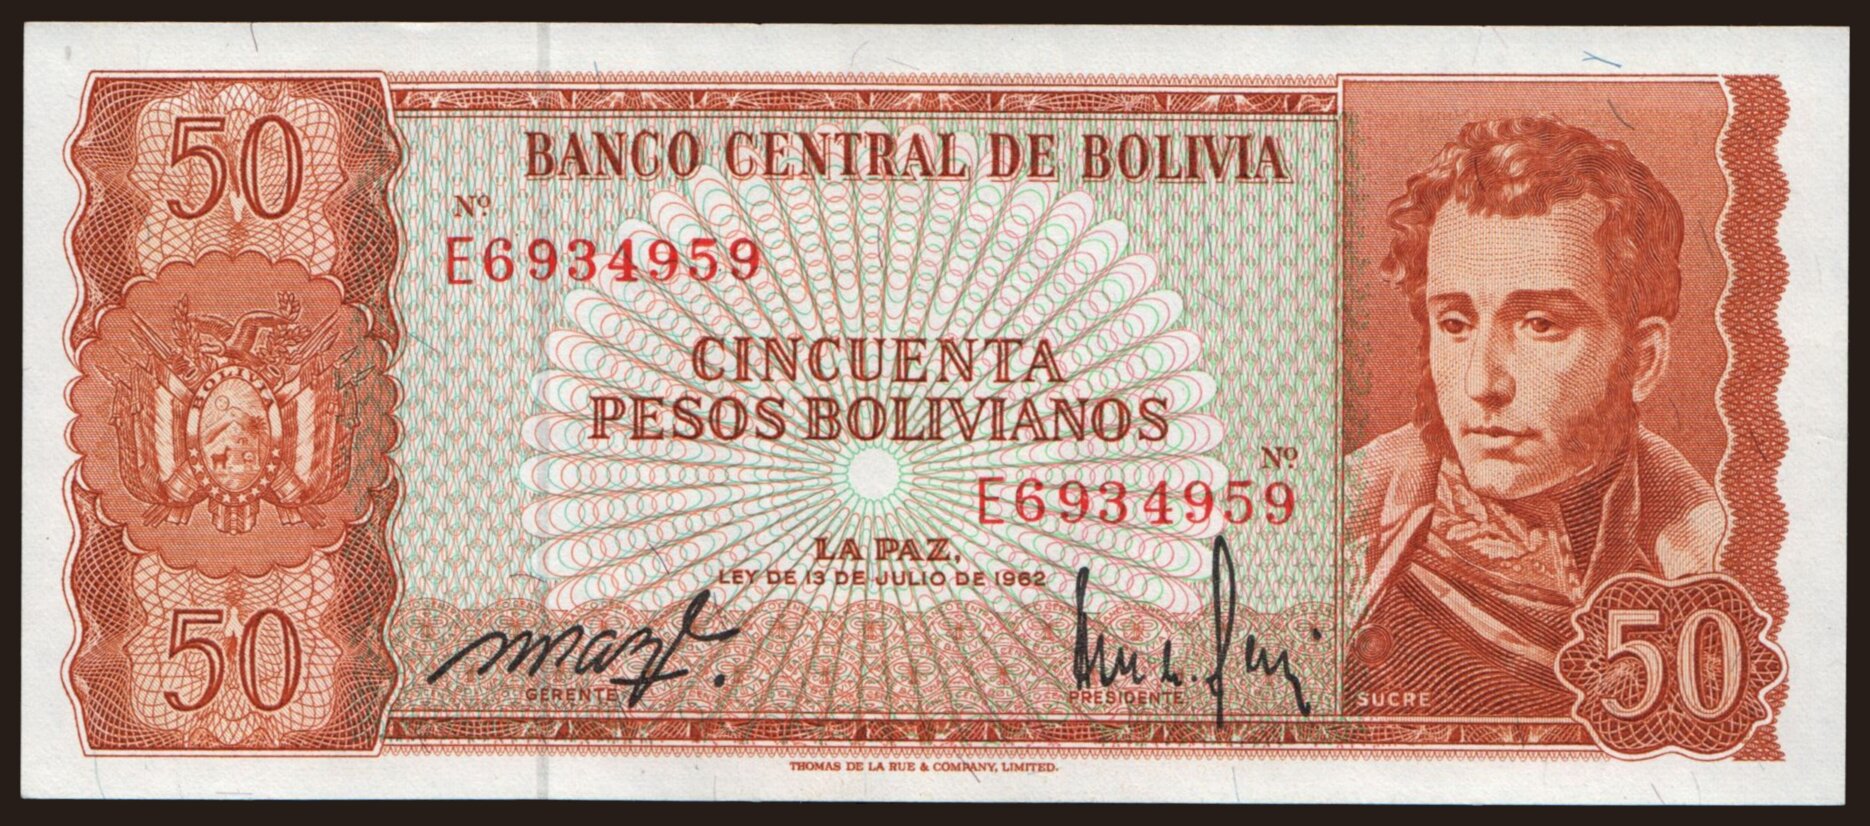 50
BANCO CENTRAL DE BOLIVIA
Nº
E6934959
BOLIVIA
CINCUENTA
PESOS BOLIVIANOS
Nº
E6934959
LA PAZ,
LEY DE 13 DE JULIO DE 1962
50
GERENTE
PRESIDENTE
SUCRE
50
THOMAS DE LA RUE & COMPANY, LIMITED.